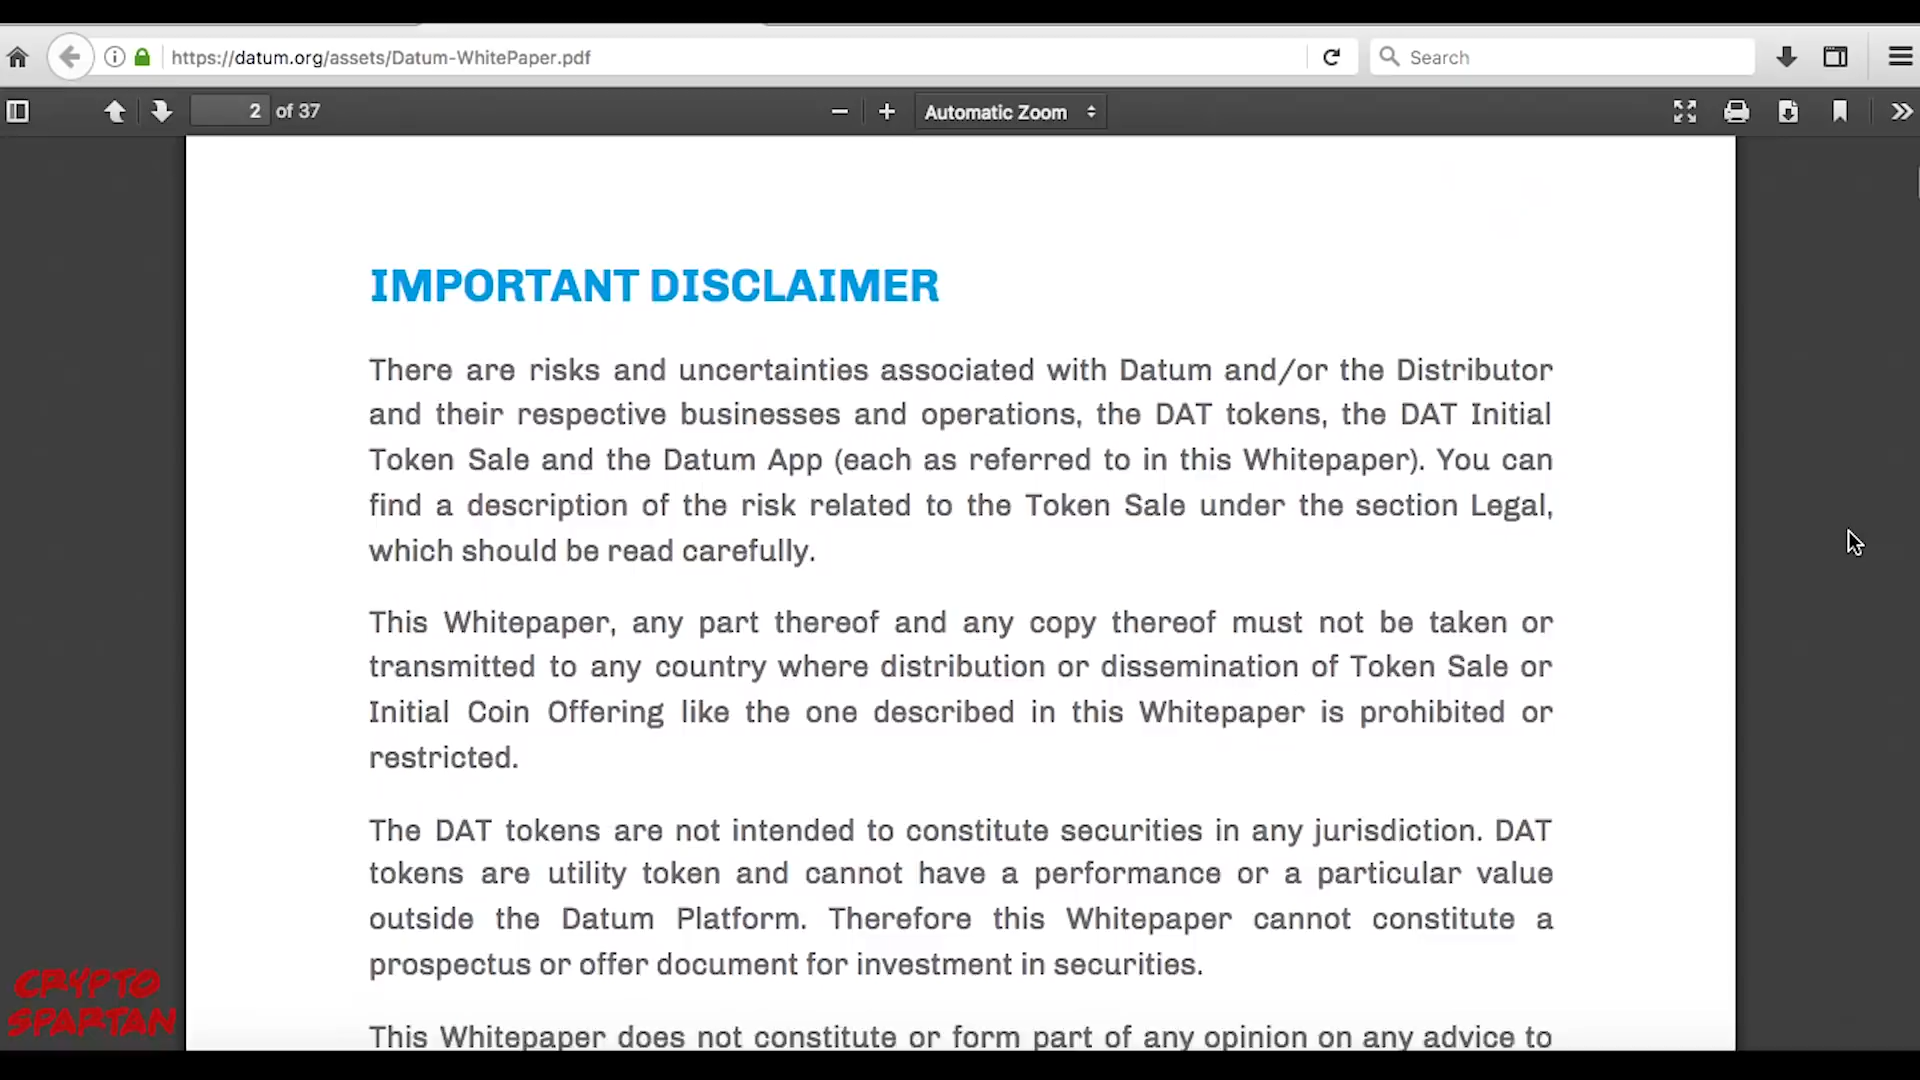 https://datum.org/assets/Datum-WhitePaper.pdf
Search
2 of 37
Automatic Zoom
IMPORTANT DISCLAIMER
There are risks and uncertainties associated with Datum and/or the Distributor
and their respective businesses and operations, the DAT tokens, the DAT Initial
Token Sale and the Datum App (each as referred to in this Whitepaper). You can
find a description of the risk related to the Token Sale under the section Legal,
which should be read carefully.
This Whitepaper, any part thereof and any copy thereof must not be taken or
transmitted to any country where distribution or dissemination of Token Sale or
Initial Coin Offering like the one described in this Whitepaper is prohibited or
restricted.
The DAT tokens are not intended to constitute securities in any jurisdiction. DAT
tokens are utility token and cannot have a performance or a particular value
outside the Datum Platform. Therefore this Whitepaper cannot constitute a
prospectus or offer document for investment in securities.
This Whitepaper does not constitute or form part of any opinion on any advice to
CRYPTO
SPARTAN